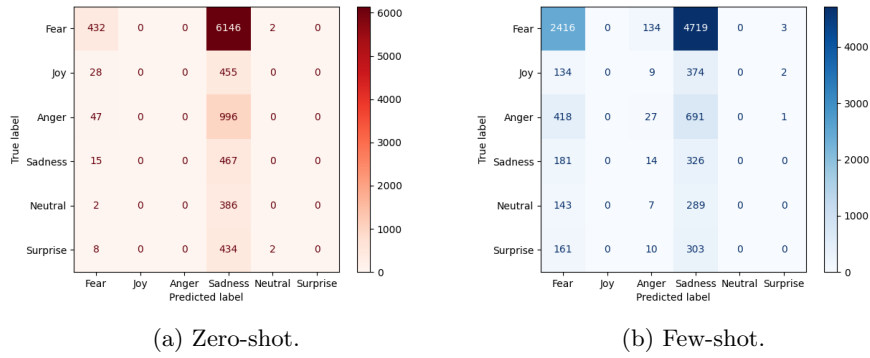 Fear 432 0 0 6146 2 0
Joy 28 0 0 455 0 0
Anger 47 0 0 996 0 0
Sadness 15 0 0 467 0 0
Neutral 2 0 0 386 0 0
Surprise 8 0 0 434 2 0
Fear Joy Anger Sadness Neutral Surprise
Predicted label
True label
6000
5000
4000
3000
2000
1000
0
(a) Zero-shot.
Fear 2416 0 134 4719 0 3
Joy 134 0 9 374 0 2
Anger 418 0 27 691 0 1
Sadness 181 0 14 326 0 0
Neutral 143 0 7 289 0 0
Surprise 161 0 10 303 0 0
Fear Joy Anger Sadness Neutral Surprise
Predicted label
True label
4000
3000
2000
1000
0
(b) Few-shot.